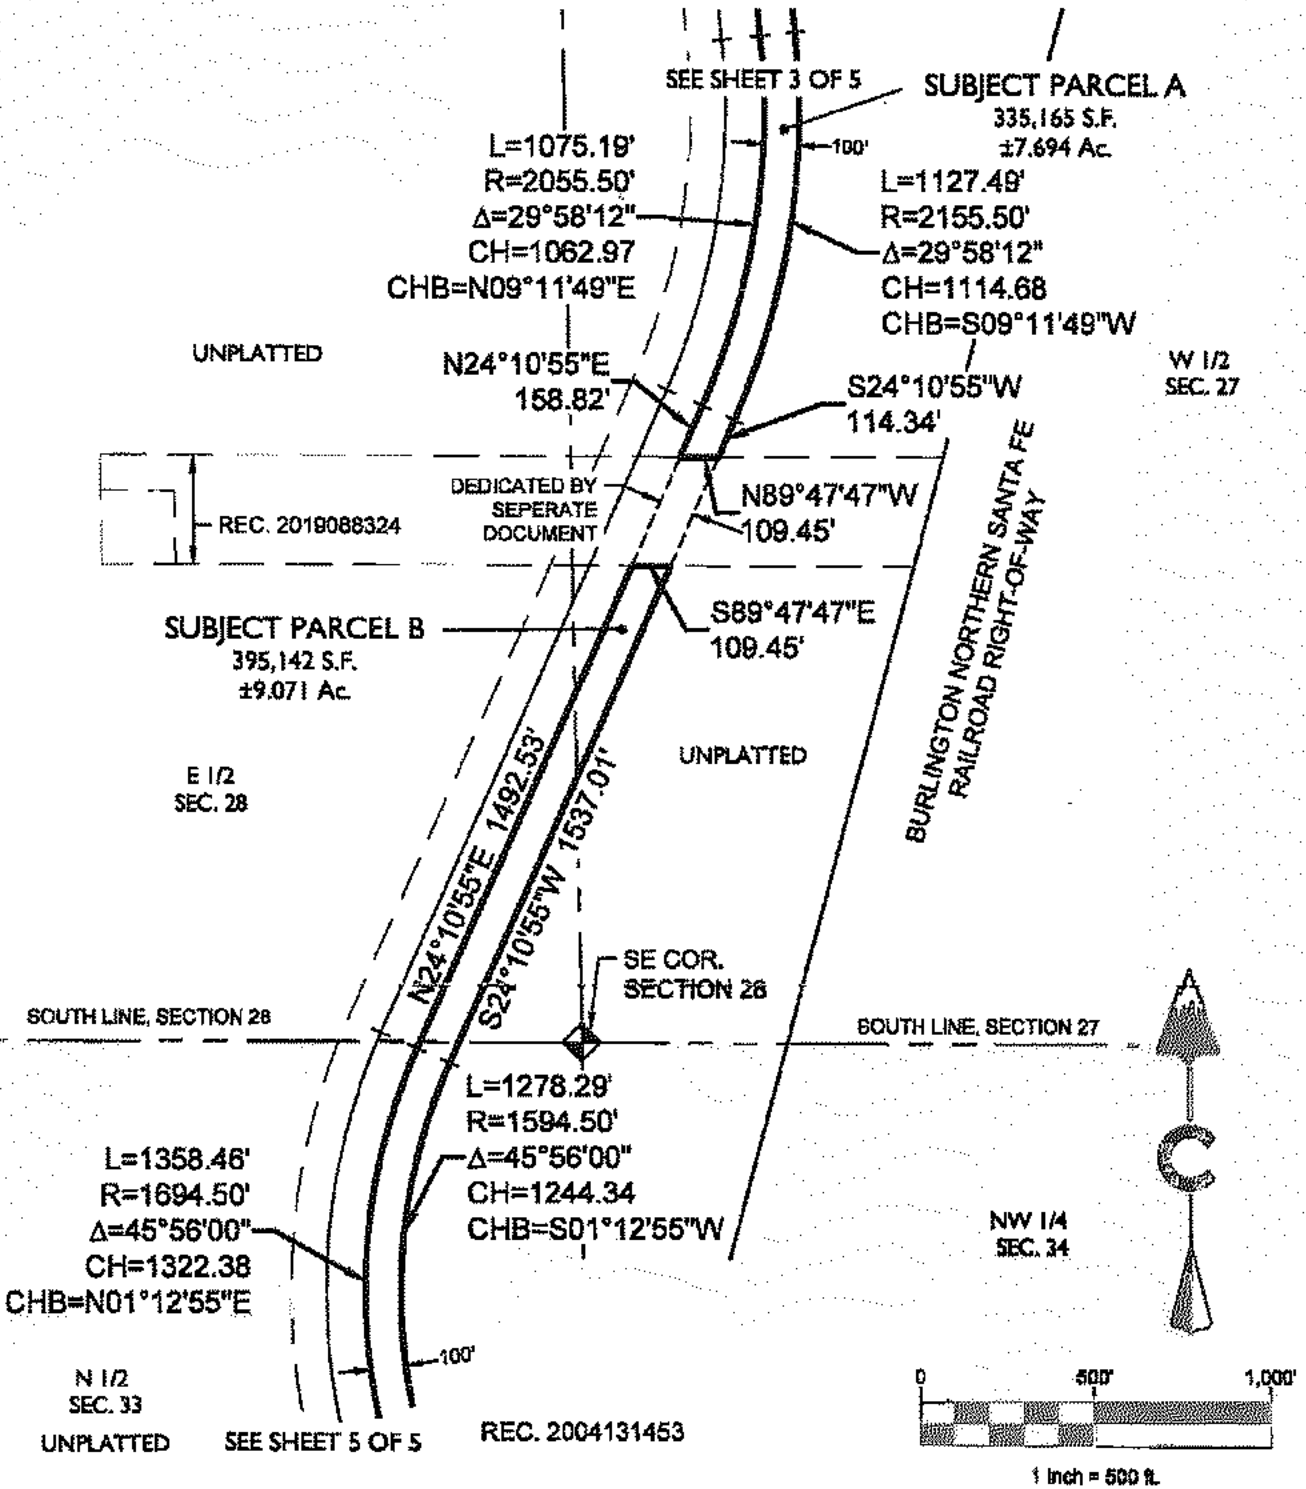 SEE SHEET 3 OF 5
SUBJECT PARCEL A
335,165 S.F.
±7.694 Ac.
100'
L=1075.19'
R=2055.50'
Δ=29°58'12"
CH=1062.97
CHB=N09°11'49"E
L=1127.49'
R=2155.50'
Δ=29°58'12"
CH=1114.68
CHB=S09°11'49"W
UNPLATTED
N24°10'55"E
158.82'
S24°10'55"W
114.34'
W 1/2
SEC. 27
DEDICATED BY
SEPERATE
DOCUMENT
N89°47'47"W
109.45'
REC. 2019088324
BURLINGTON NORTHERN SANTA FE
RAILROAD RIGHT-OF-WAY
SUBJECT PARCEL B
395,142 S.F.
±9.071 Ac.
S89°47'47"E
109.45'
UNPLATTED
E 1/2
SEC. 28
N24°10'55"E 1492.53'
S24°10'55"W 1537.01'
SE COR.
SECTION 28
SOUTH LINE, SECTION 28
SOUTH LINE, SECTION 27
L=1278.29'
R=1594.50'
Δ=45°56'00"
CH=1244.34
CHB=S01°12'55"W
L=1358.46'
R=1694.50'
Δ=45°56'00"
CH=1322.38
CHB=N01°12'55"E
NW 1/4
SEC. 34
C
100'
N 1/2
SEC. 33
UNPLATTED
SEE SHEET 5 OF 5
REC. 2004131453
0 500' 1,000'
1 inch = 500 ft.